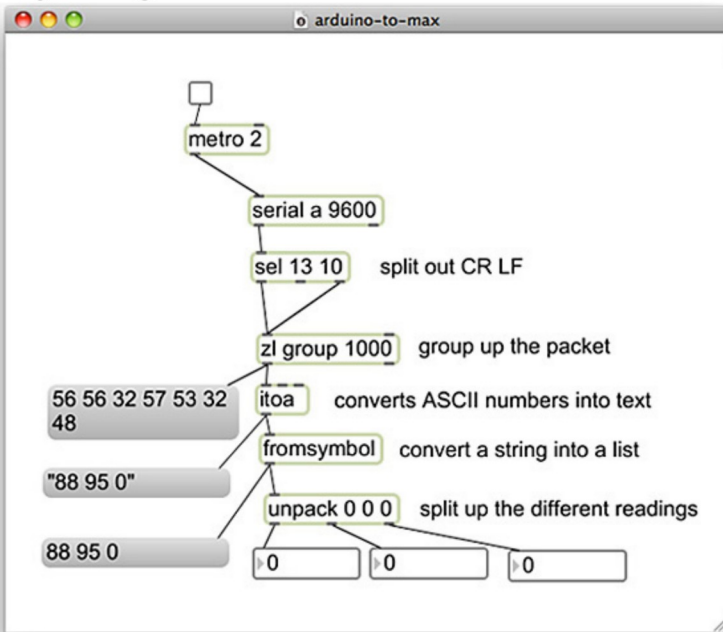 arduino-to-max
metro 2
serial a 9600
sel 13 10
split out CR LF
zl group 1000
group up the packet
56 56 32 57 53 32
48
itoa
converts ASCII numbers into text
fromsymbol
convert a string into a list
"88 95 0"
unpack 0 0 0
split up the different readings
88 95 0
0
0
0